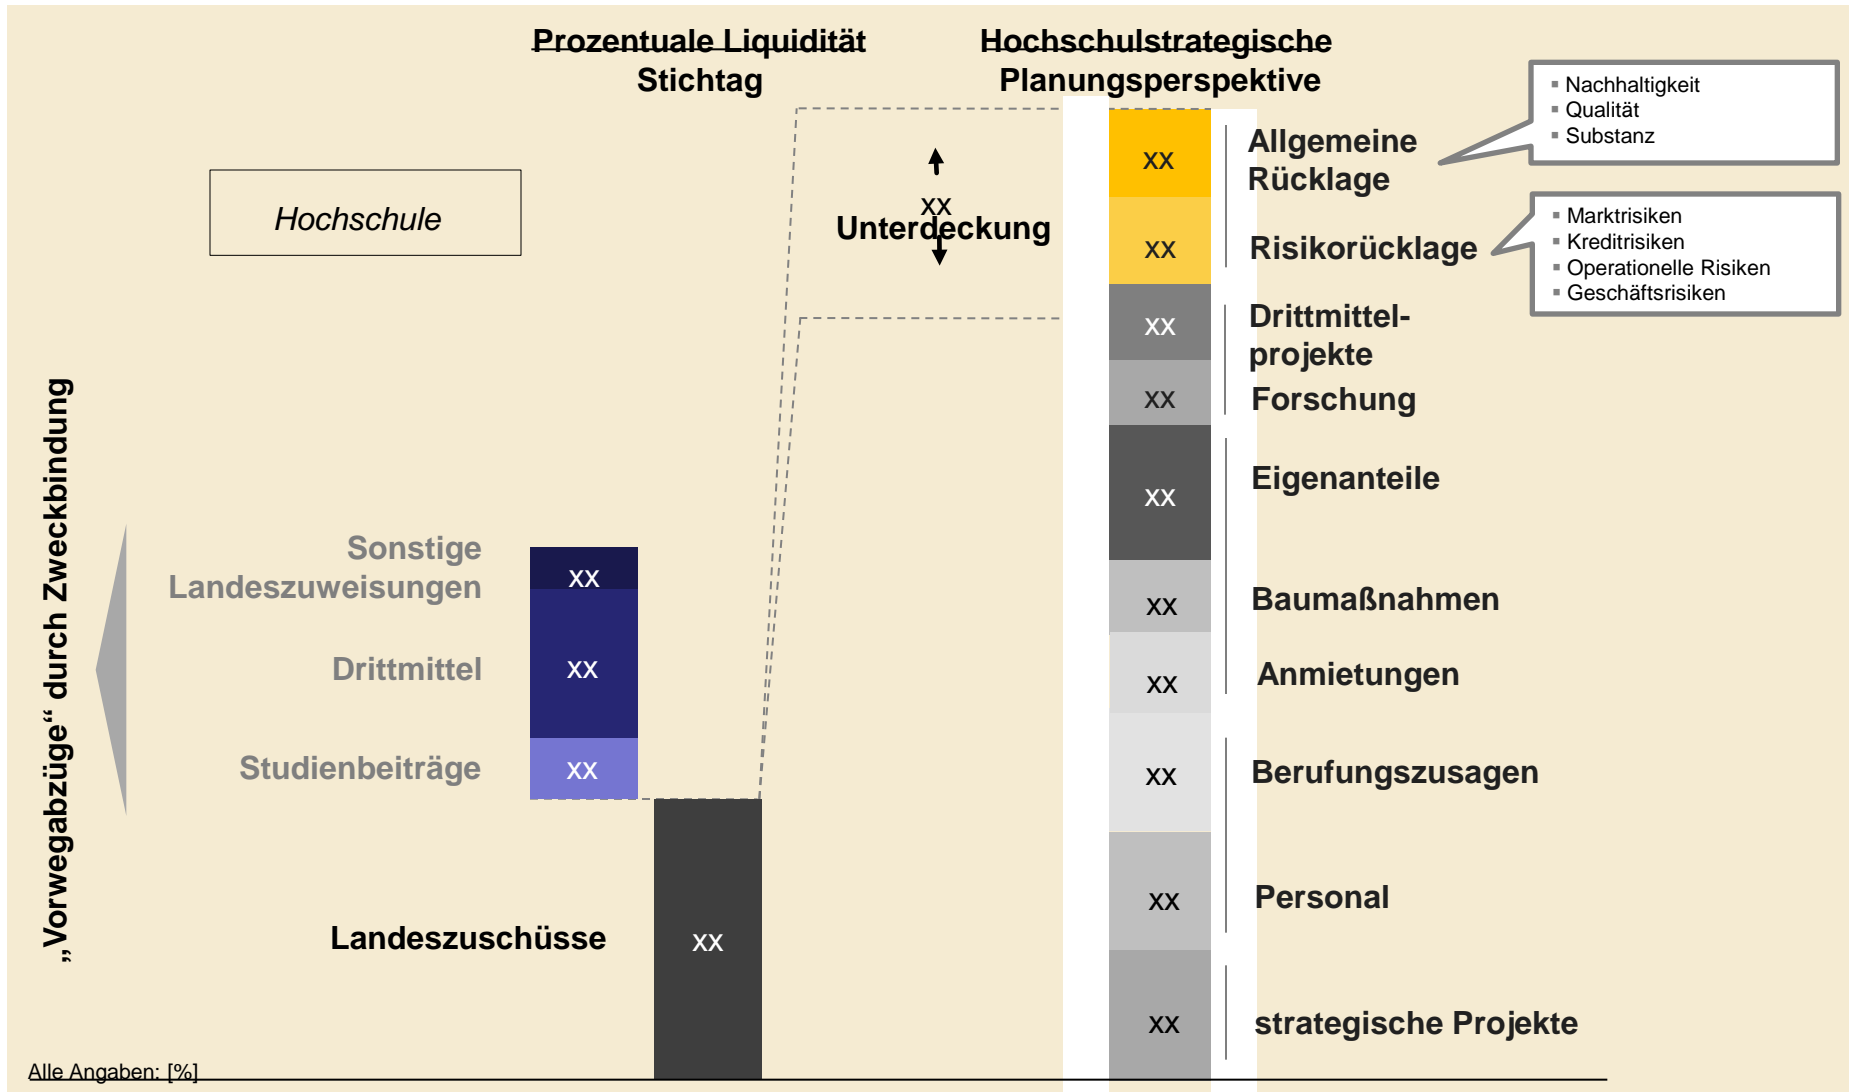 Prozentuale Liquidität
Stichtag
Hochschulstrategische
Planungsperspektive
Hochschule
xx
Unterdeckung
„Vorwegabzüge“ durch Zweckbindung
Sonstige
Landeszuweisungen
xx
Drittmittel
xx
Studienbeiträge
xx
Landeszuschüsse
xx
xx
Allgemeine
Rücklage
▪ Nachhaltigkeit
▪ Qualität
▪ Substanz
xx
Risikorücklage
▪ Marktrisiken
▪ Kreditrisiken
▪ Operationelle Risiken
▪ Geschäftsrisiken
xx
Drittmittel-
projekte
xx
Forschung
xx
Eigenanteile
xx
Baumaßnahmen
xx
Anmietungen
xx
Berufungszusagen
xx
Personal
xx
strategische Projekte
Alle Angaben: [%]